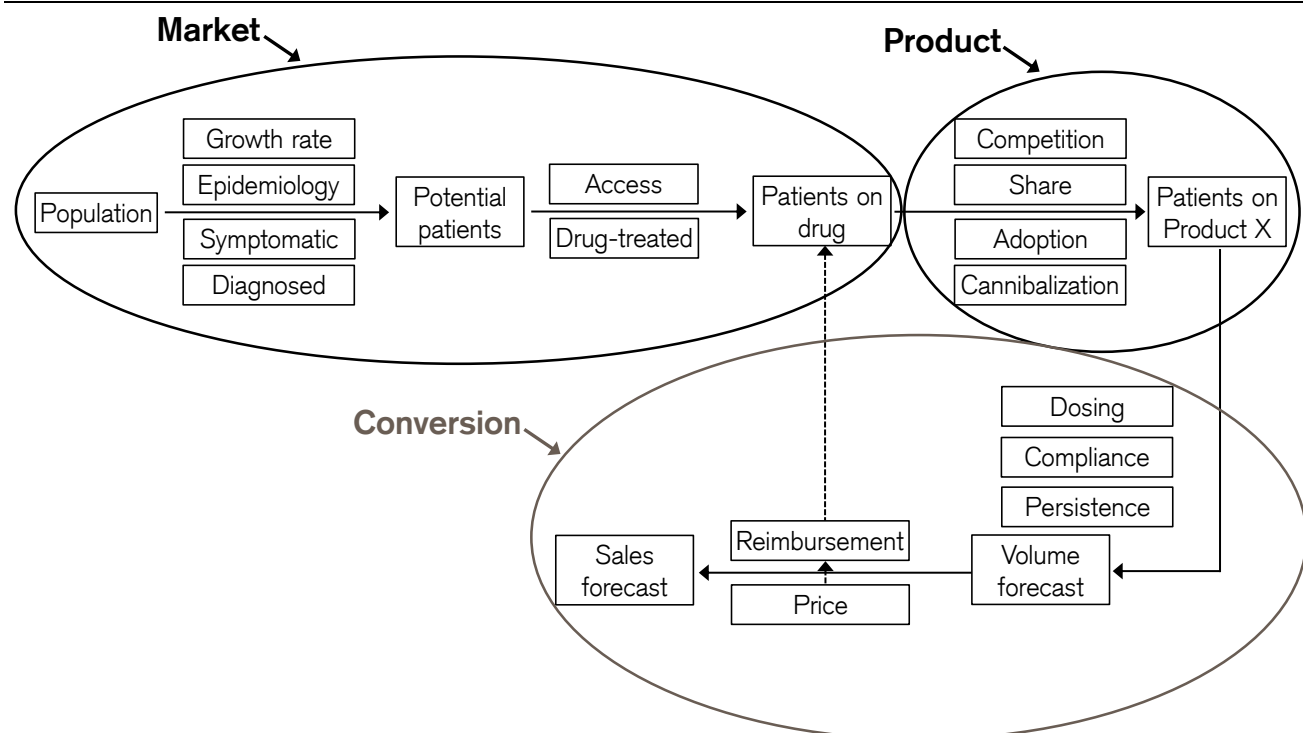 Market
Product
Growth rate
Epidemiology
Symptomatic
Diagnosed
Population
Potential
patients
Access
Drug-treated
Patients on
drug
Competition
Share
Adoption
Cannibalization
Patients on
Product X
Conversion
Dosing
Compliance
Persistence
Sales
forecast
Reimbursement
Price
Volume
forecast